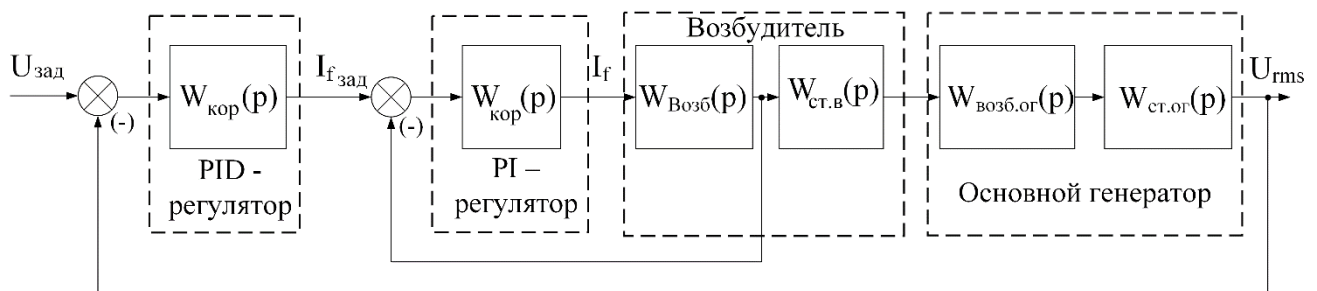 Возбудитель
Uзад
Wкор(p)
If зад
Wкор(p)
If
WВозб(p)
Wст.в(p)
Wвозб.ог(p)
Wст.ог(p)
Urms
(-)
(-)
PID -
регулятор
PI –
регулятор
Основной генератор